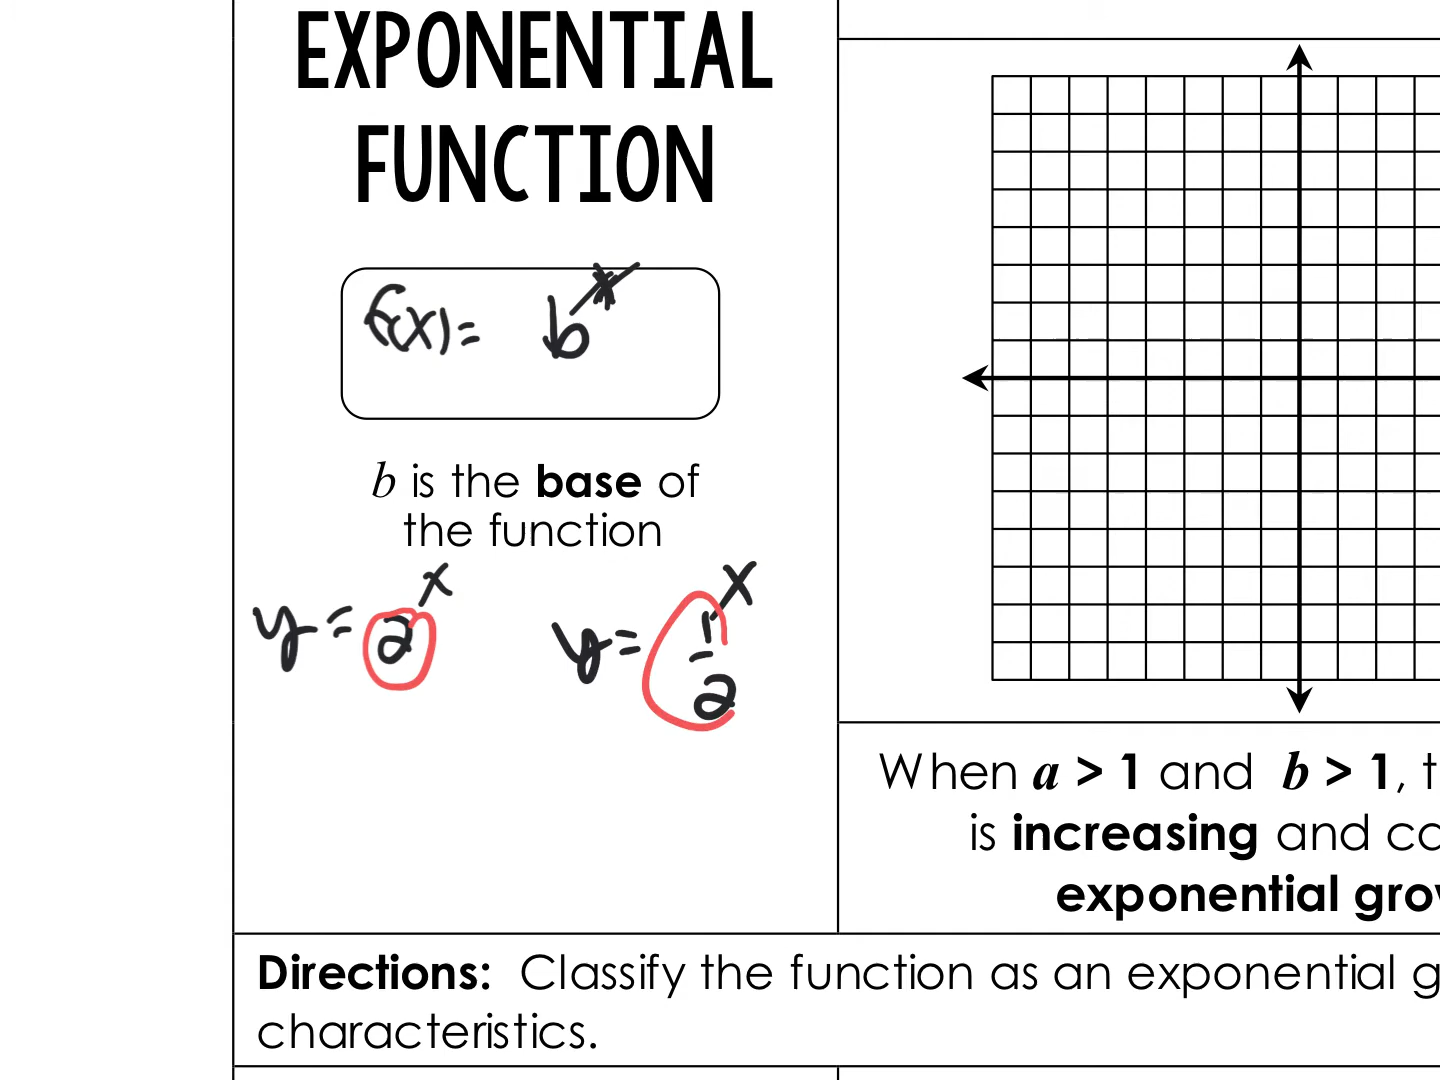 EXPONENTIAL
FUNCTION
f(x) = b^x
b is the base of
the function
y = 2^x
y = 1/2^x
When a > 1 and b > 1, t
is increasing and co
exponential grow
Directions: Classify the function as an exponential g
characteristics.